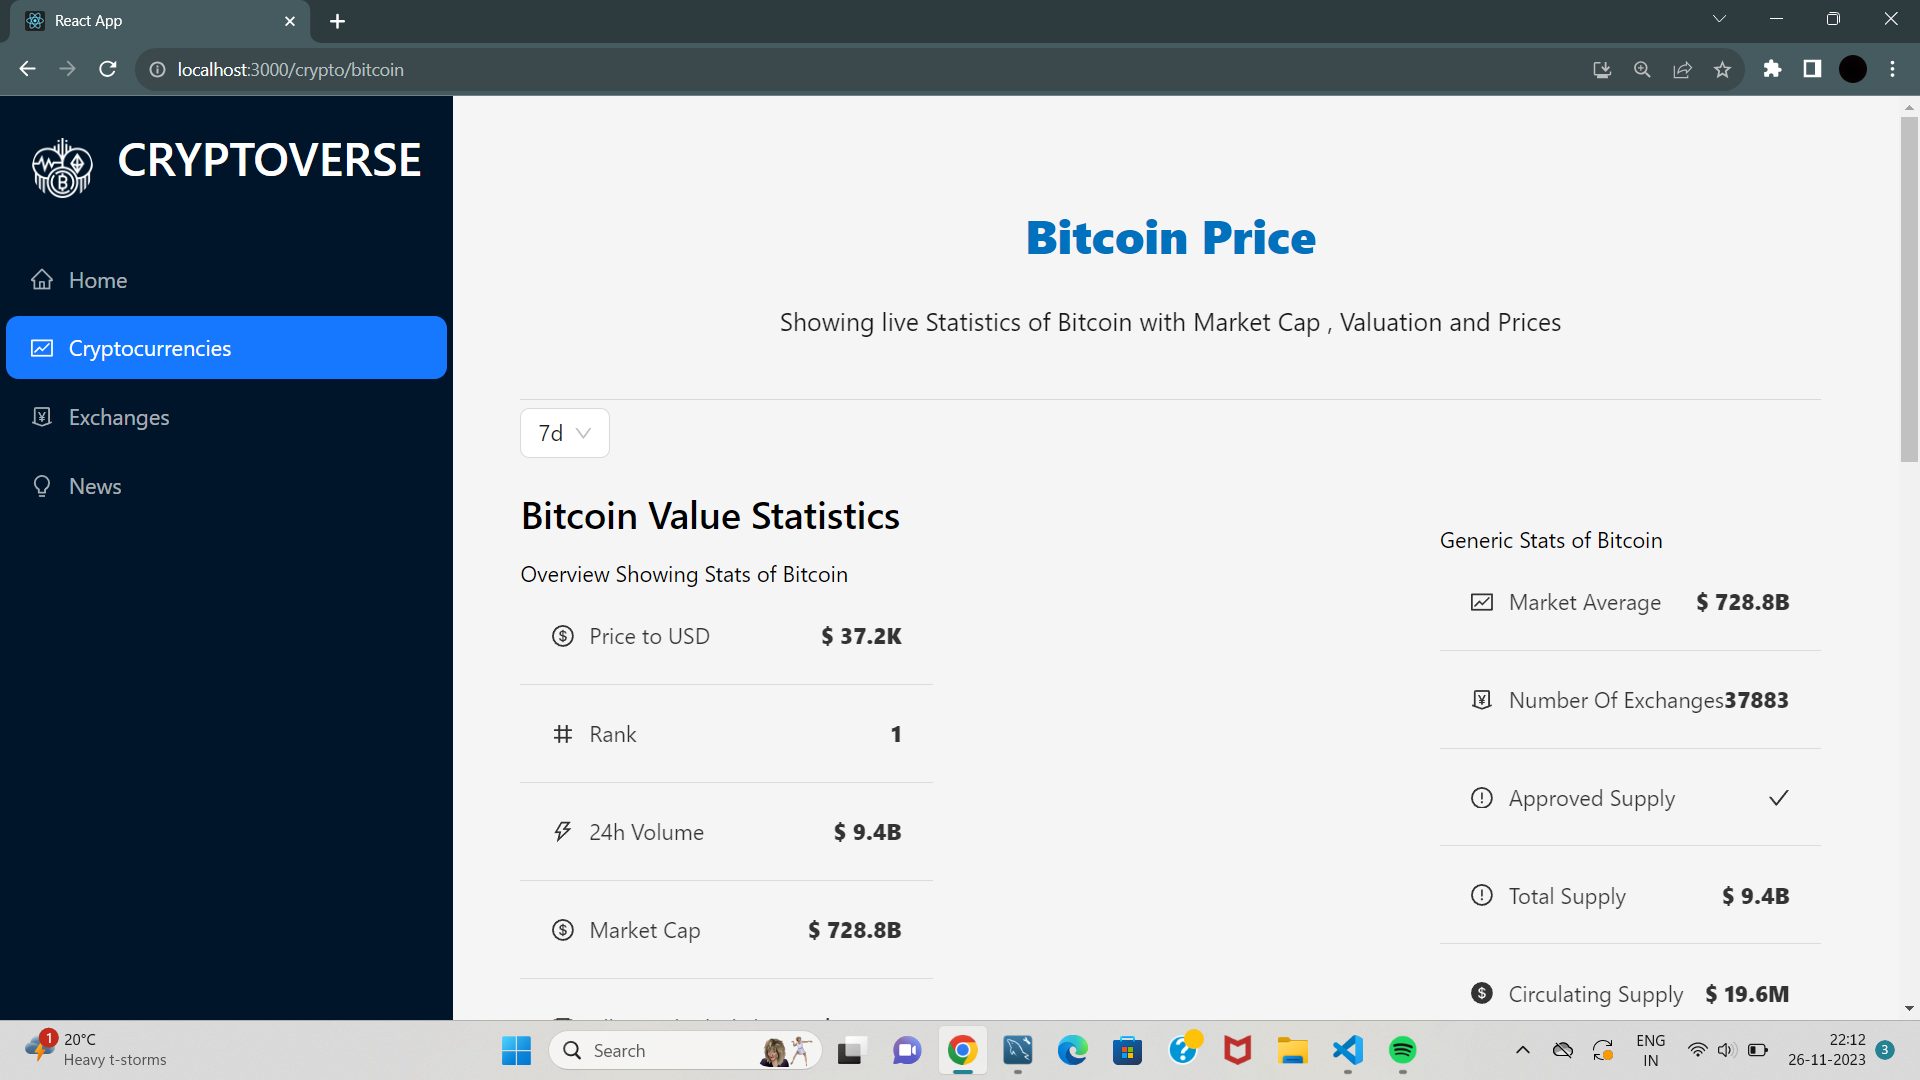 React App
localhost:3000/crypto/bitcoin
CRYPTOVERSE
Home
Cryptocurrencies
Exchanges
News
Bitcoin Price
Showing live Statistics of Bitcoin with Market Cap , Valuation and Prices
7d
Bitcoin Value Statistics
Overview Showing Stats of Bitcoin
Price to USD $ 37.2K
Rank 1
24h Volume $ 9.4B
Market Cap $ 728.8B
Generic Stats of Bitcoin
Market Average $ 728.8B
Number Of Exchanges37883
Approved Supply
Total Supply $ 9.4B
Circulating Supply $ 19.6M
1
20°C
Heavy t-storms
Search
ENG
IN
22:12
26-11-2023
3